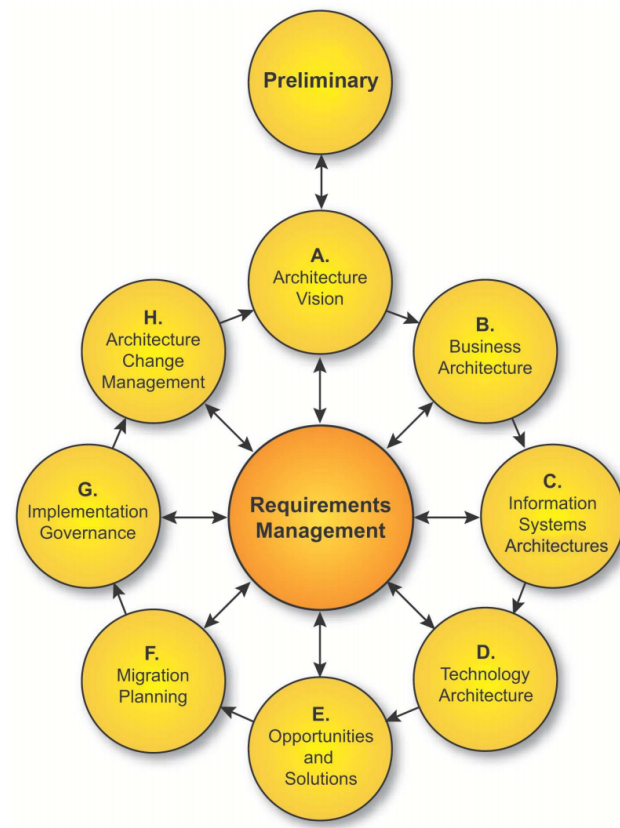 Preliminary
A.
Architecture
Vision
B.
Business
Architecture
C.
Information
Systems
Architectures
D.
Technology
Architecture
E.
Opportunities
and
Solutions
F.
Migration
Planning
G.
Implementation
Governance
H.
Architecture
Change
Management
Requirements
Management